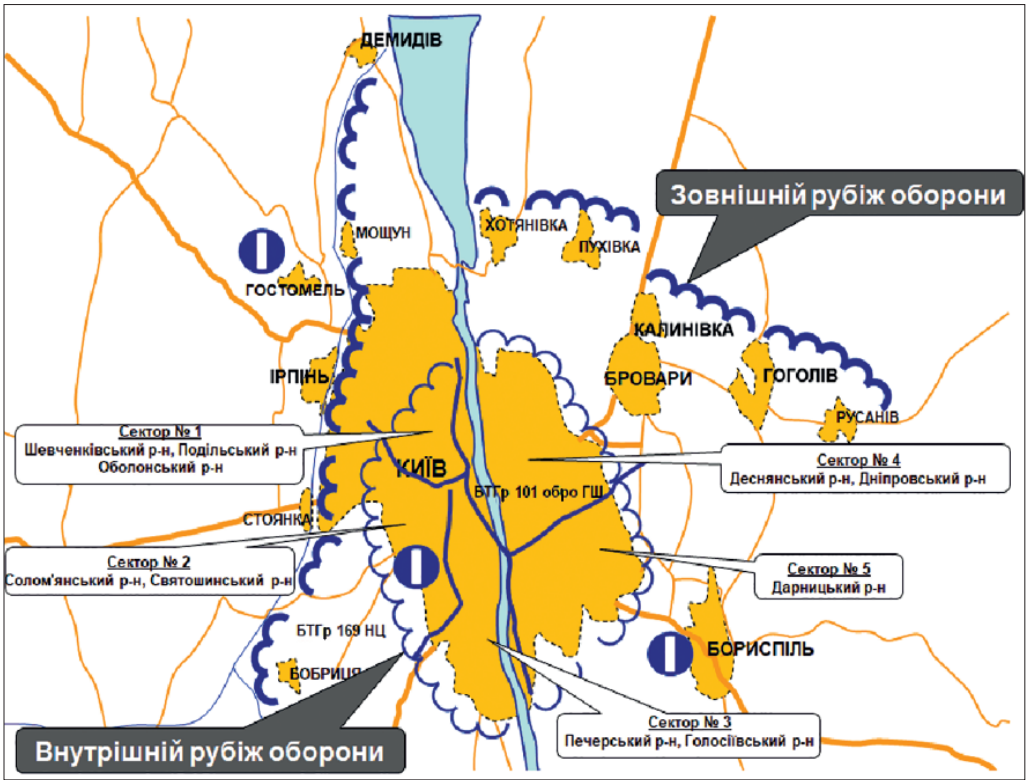 ДЕМИДІВ
Зовнішній рубіж оборони
МОЩУН
ХОТЯНІВКА
ПУХІВКА
ГОСТОМЕЛЬ
КАЛИНІВКА
ІРПІНЬ
БРОВАРИ
ГОГОЛІВ
РУСАНІВ
Сектор № 1
Шевченківський р-н, Подільський р-н
Оболонський р-н
КИЇВ
Сектор № 4
Деснянський р-н, Дніпровський р-н
БТГр 101 обро ГШ
СТОЯНКА
Сектор № 2
Солом'янський р-н, Святошинський р-н
Сектор № 5
Дарницький р-н
БТГр 169 НЦ
БОРИСПІЛЬ
БОБРИЦЯ
Сектор № 3
Печерський р-н, Голосіївський р-н
Внутрішній рубіж оборони